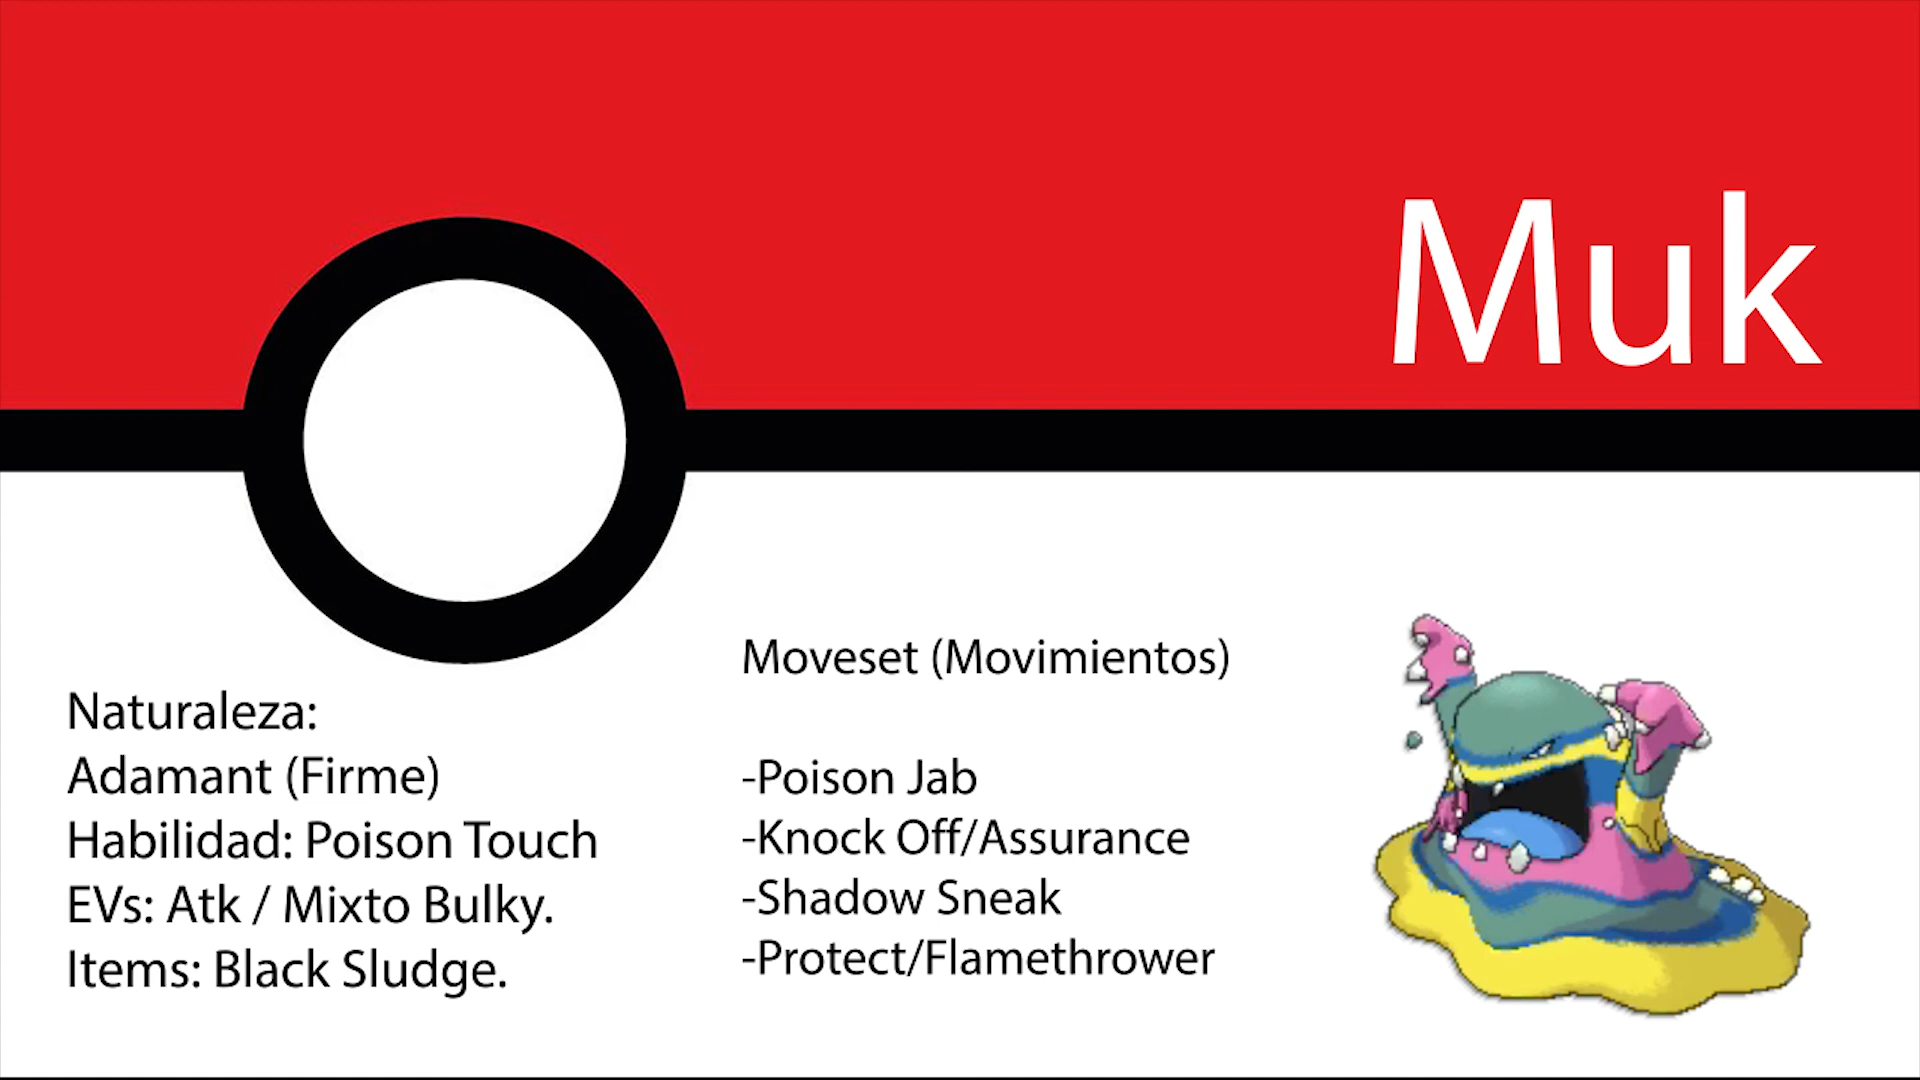 Muk
Naturaleza:
Adamant (Firme)
Habilidad: Poison Touch
EVs: Atk / Mixto Bulky.
Items: Black Sludge.
Moveset (Movimientos)
-Poison Jab
-Knock Off/Assurance
-Shadow Sneak
-Protect/Flamethrower